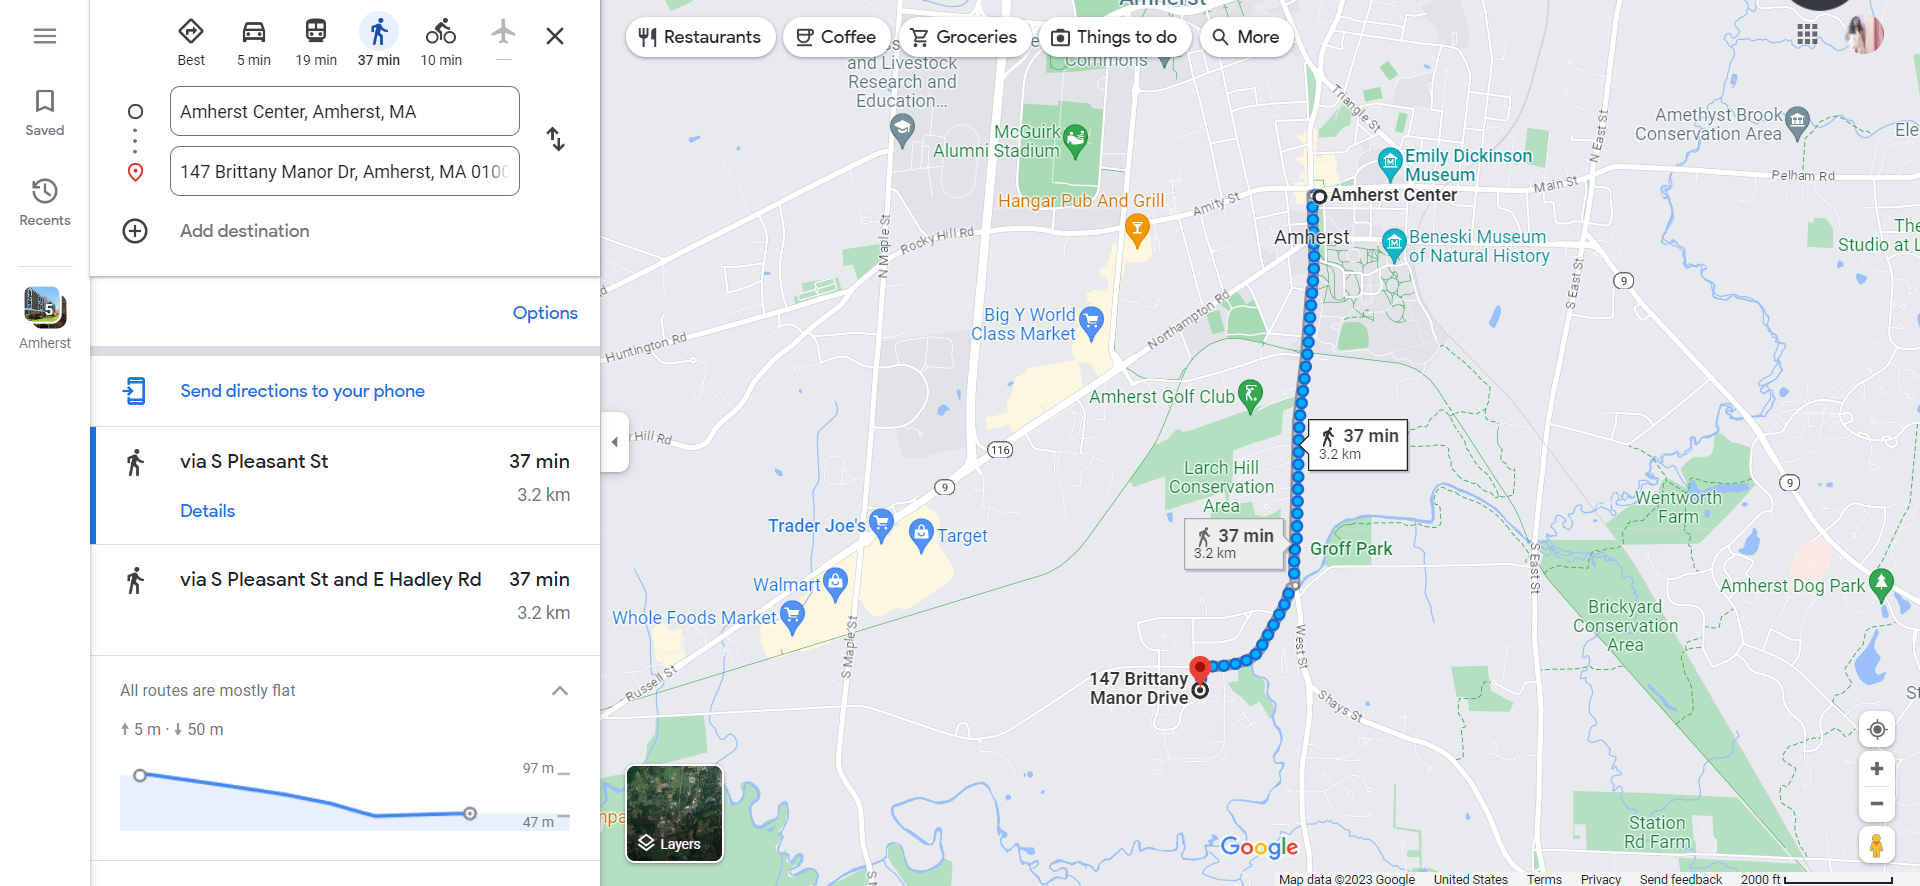 Best
5 min
19 min
37 min
10 min
Saved
Recents
Amherst
Amherst Center, Amherst, MA
147 Brittany Manor Dr, Amherst, MA 010
Add destination
Options
Send directions to your phone
via S Pleasant St
37 min
3.2 km
Details
via S Pleasant St and E Hadley Rd
37 min
3.2 km
All routes are mostly flat
5 m · 50 m
97 m
47 m
5
Restaurants
Coffee
Groceries
Things to do
More
and Livestock
Research and
Education...
Commons
McGuirk
Alumni Stadium
Triangle St
N East St
Amethyst Brook
Conservation Area
Emily Dickinson
Museum
Main St
Pelham Rd
Hangar Pub And Grill
Amity St
Amherst Center
N Maple St
Rocky Hill Rd
Amherst
Beneski Museum
of Natural History
The
Studio at L
S East St
9
Big Y World
Class Market
Northampton Rd
Huntington Rd
Amherst Golf Club
Hill Rd
116
37 min
3.2 km
Larch Hill
Conservation
Area
9
9
Wentworth
Farm
Trader Joe's
Target
37 min
3.2 km
Groff Park
S East St
Walmart
Whole Foods Market
Amherst Dog Park
Brickyard
Conservation
Area
S Maple St
West St
Russell St
147 Brittany
Manor Drive
Shays St
Layers
Station
Rd Farm
Google
Map data ©2023 Google
United States
Terms
Privacy
Send feedback
2000 ft